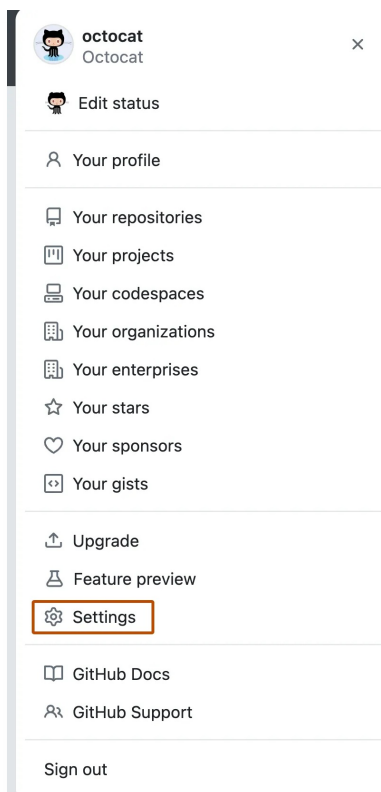 octocat
Octocat
Edit status
Your profile
Your repositories
Your projects
Your codespaces
Your organizations
Your enterprises
Your stars
Your sponsors
Your gists
Upgrade
Feature preview
Settings
GitHub Docs
GitHub Support
Sign out